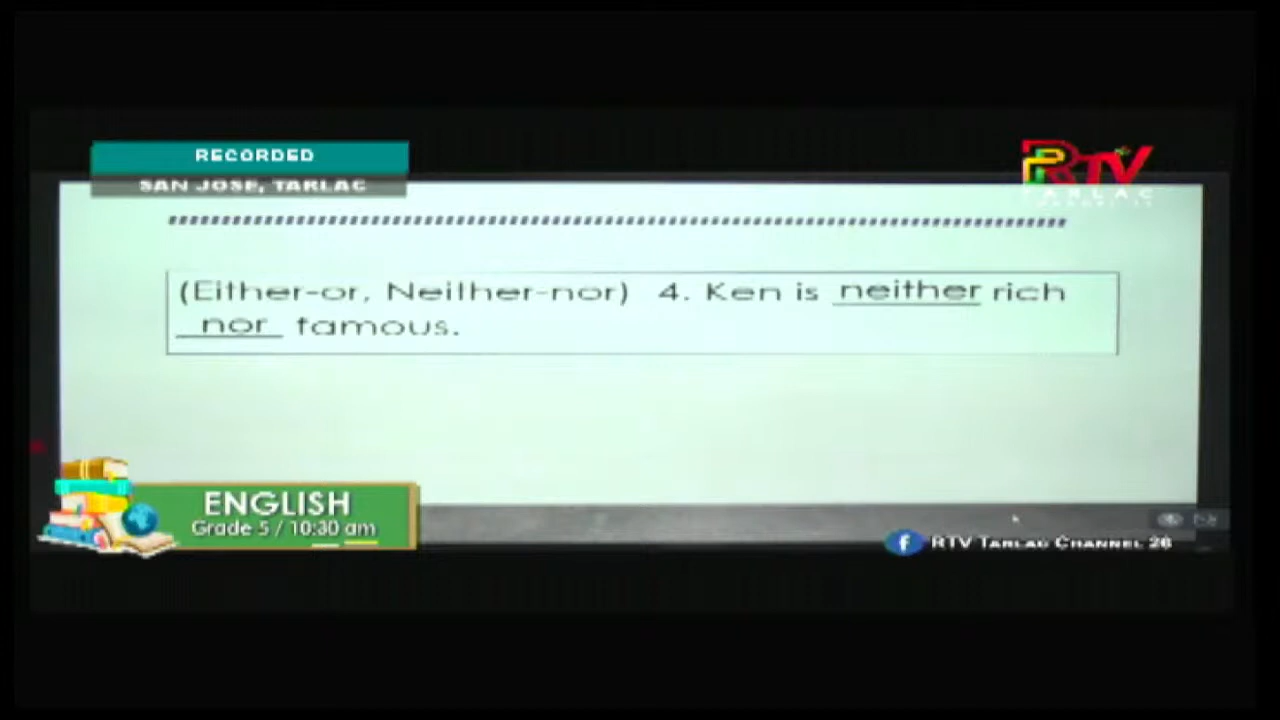 RECORDED
SAN JOSE, TARLAC
RTV
TARLAC
(Either-or, Neither-nor) 4. Ken is neither rich
nor famous.
ENGLISH
Grade 5 / 10:30 am
RTV Tarlac Channel 26